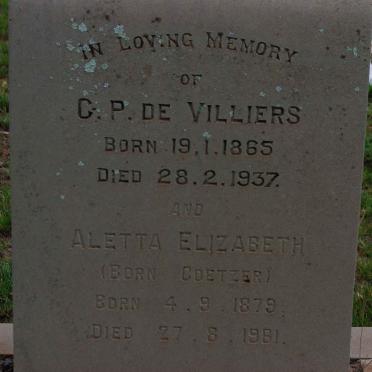 In Loving Memory
of
C. P. de Villiers
Born 19.1.1865
Died 28.2.1937.
and
Aletta Elizabeth
(Born Coetzer)
Born 4.9.1879.
Died 27.8.1961.